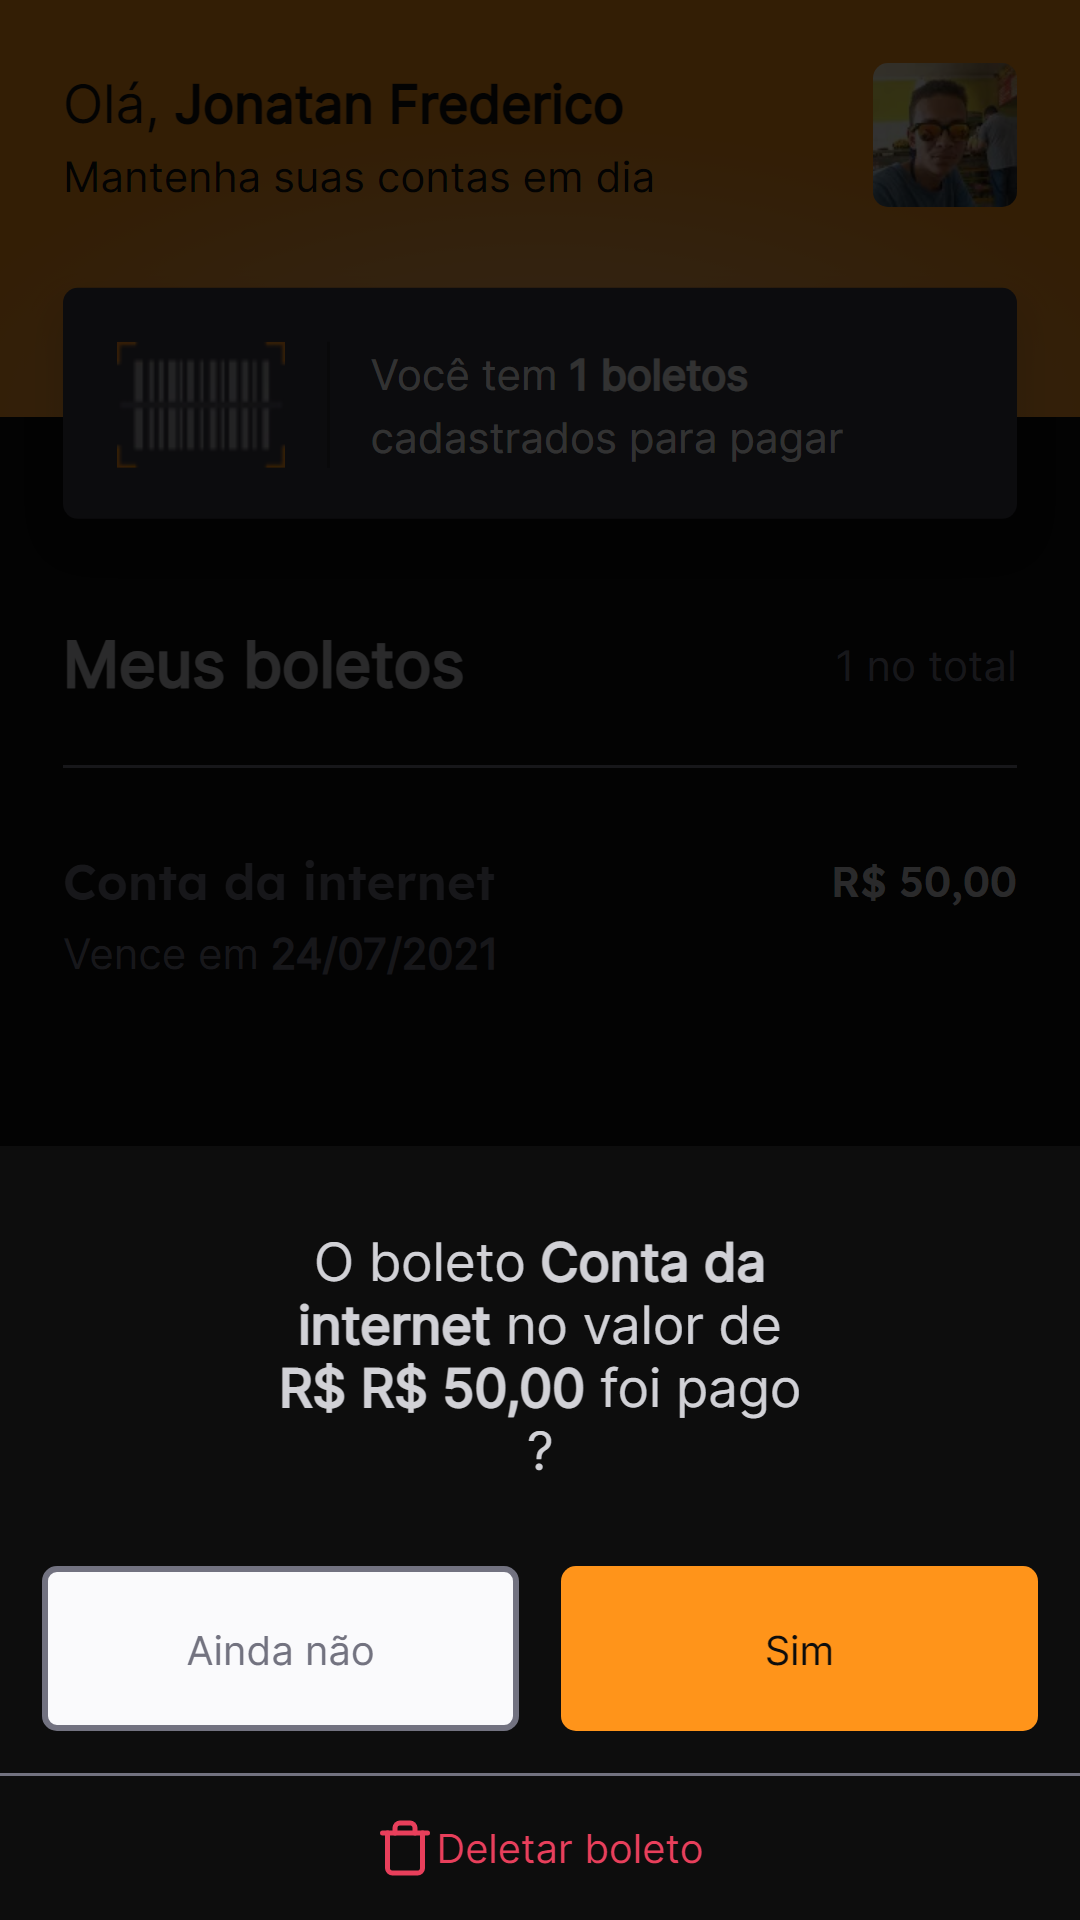 Olá, Jonatan Frederico
Mantenha suas contas em dia
Você tem 1 boletos
cadastrados para pagar
Meus boletos
1 no total
Conta da internet
R$ 50,00
Vence em 24/07/2021
O boleto Conta da
internet no valor de
R$ R$ 50,00 foi pago
?
Ainda não
Sim
Deletar boleto